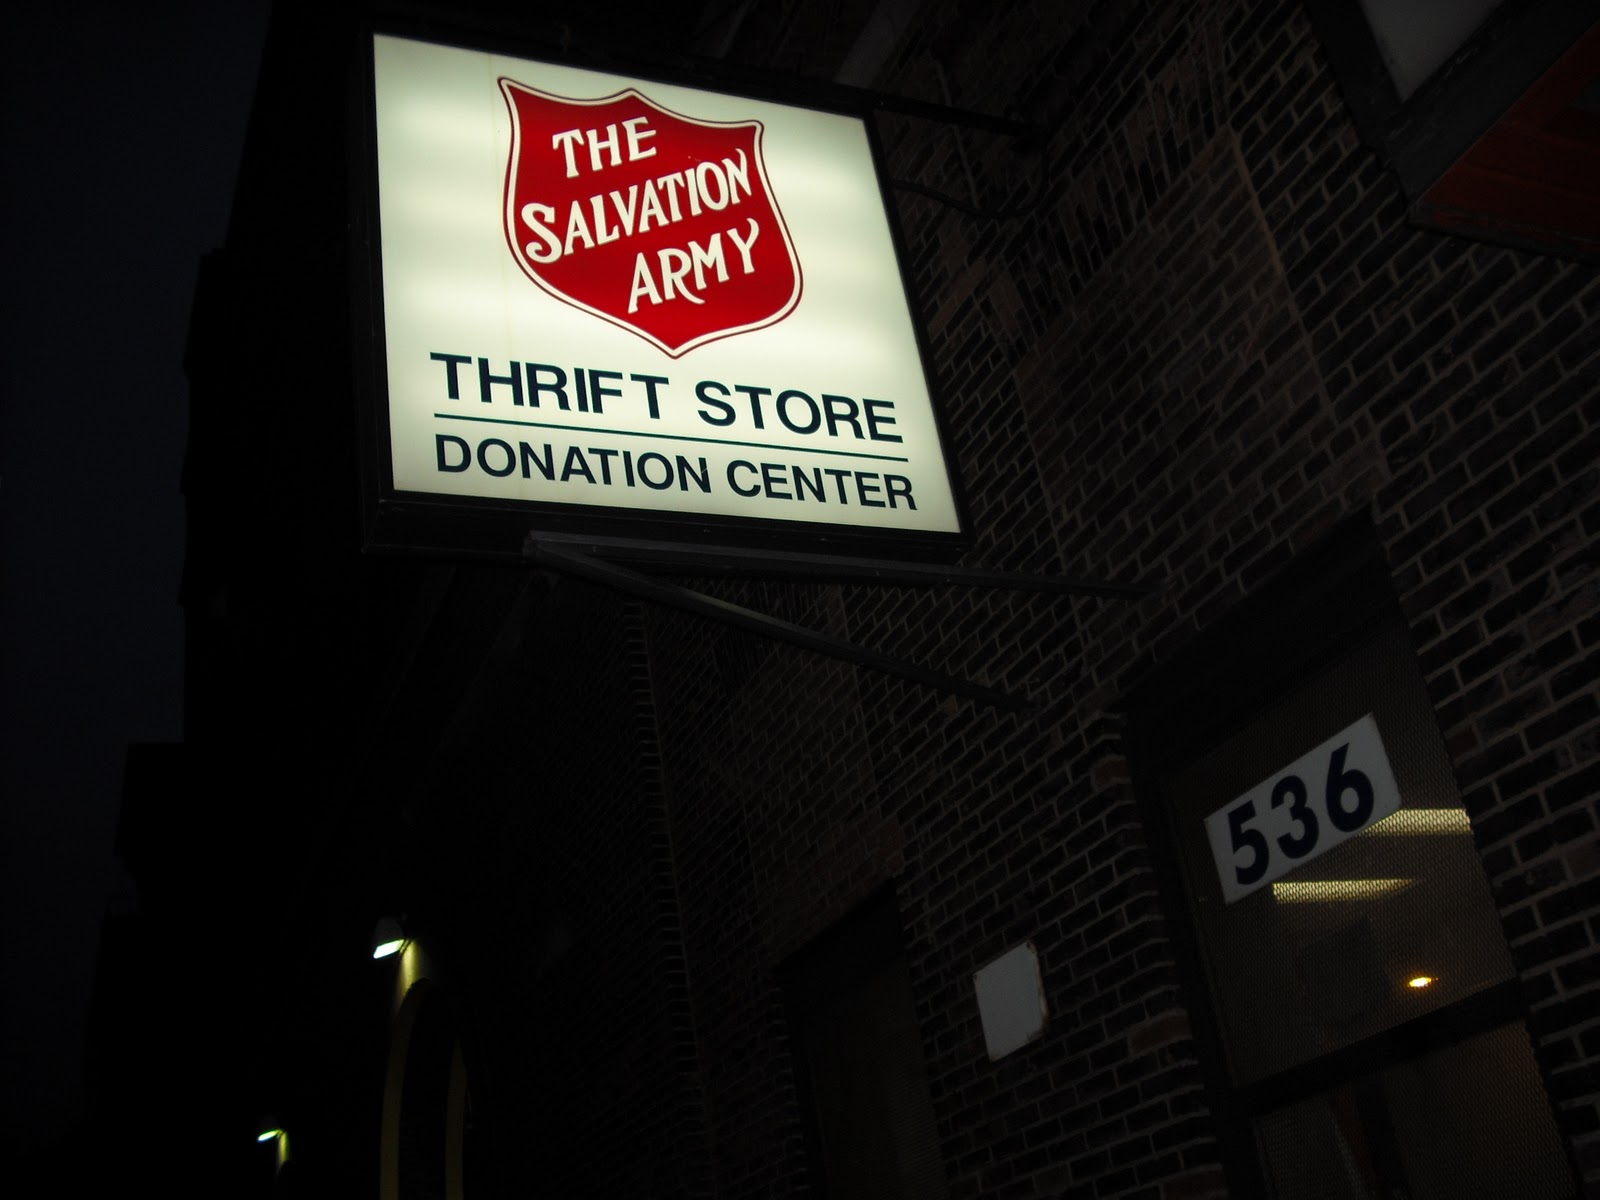 THE
SALVATION
ARMY
THRIFT STORE
DONATION CENTER
536